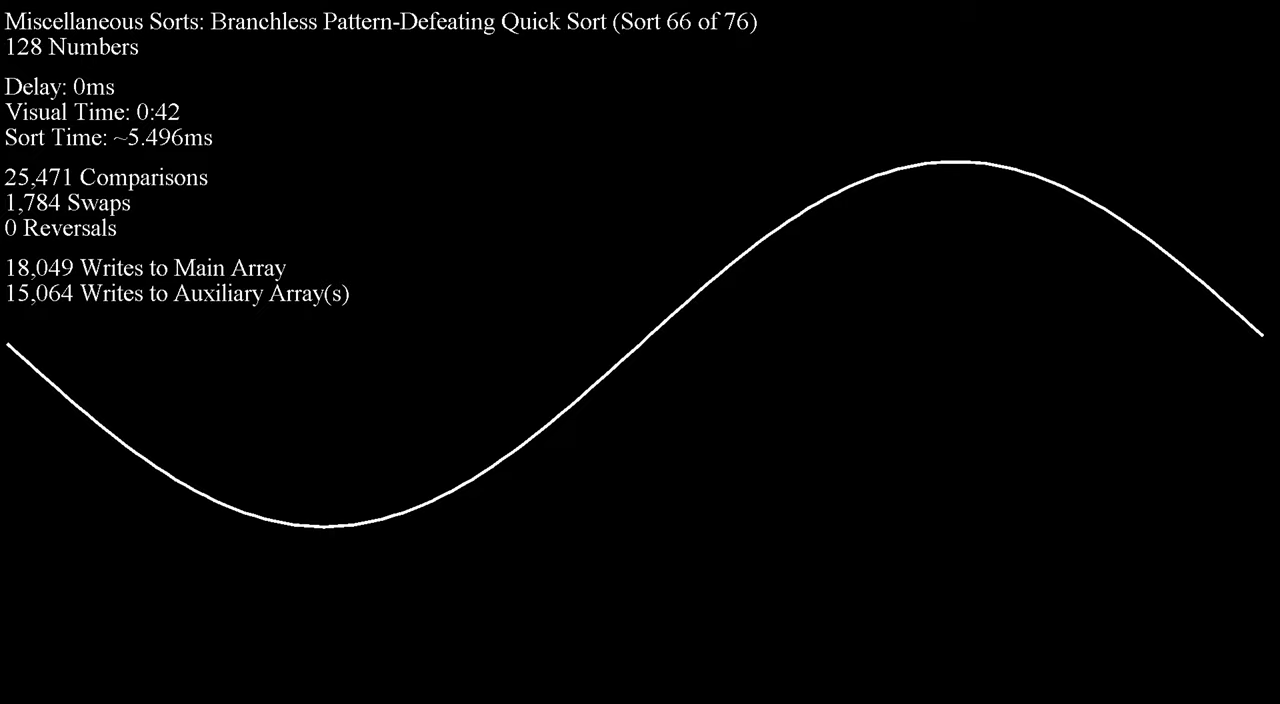 Miscellaneous Sorts: Branchless Pattern-Defeating Quick Sort (Sort 66 of 76)
128 Numbers
Delay: 0ms
Visual Time: 0:42
Sort Time: ~5.496ms
25,471 Comparisons
1,784 Swaps
0 Reversals
18,049 Writes to Main Array
15,064 Writes to Auxiliary Array(s)